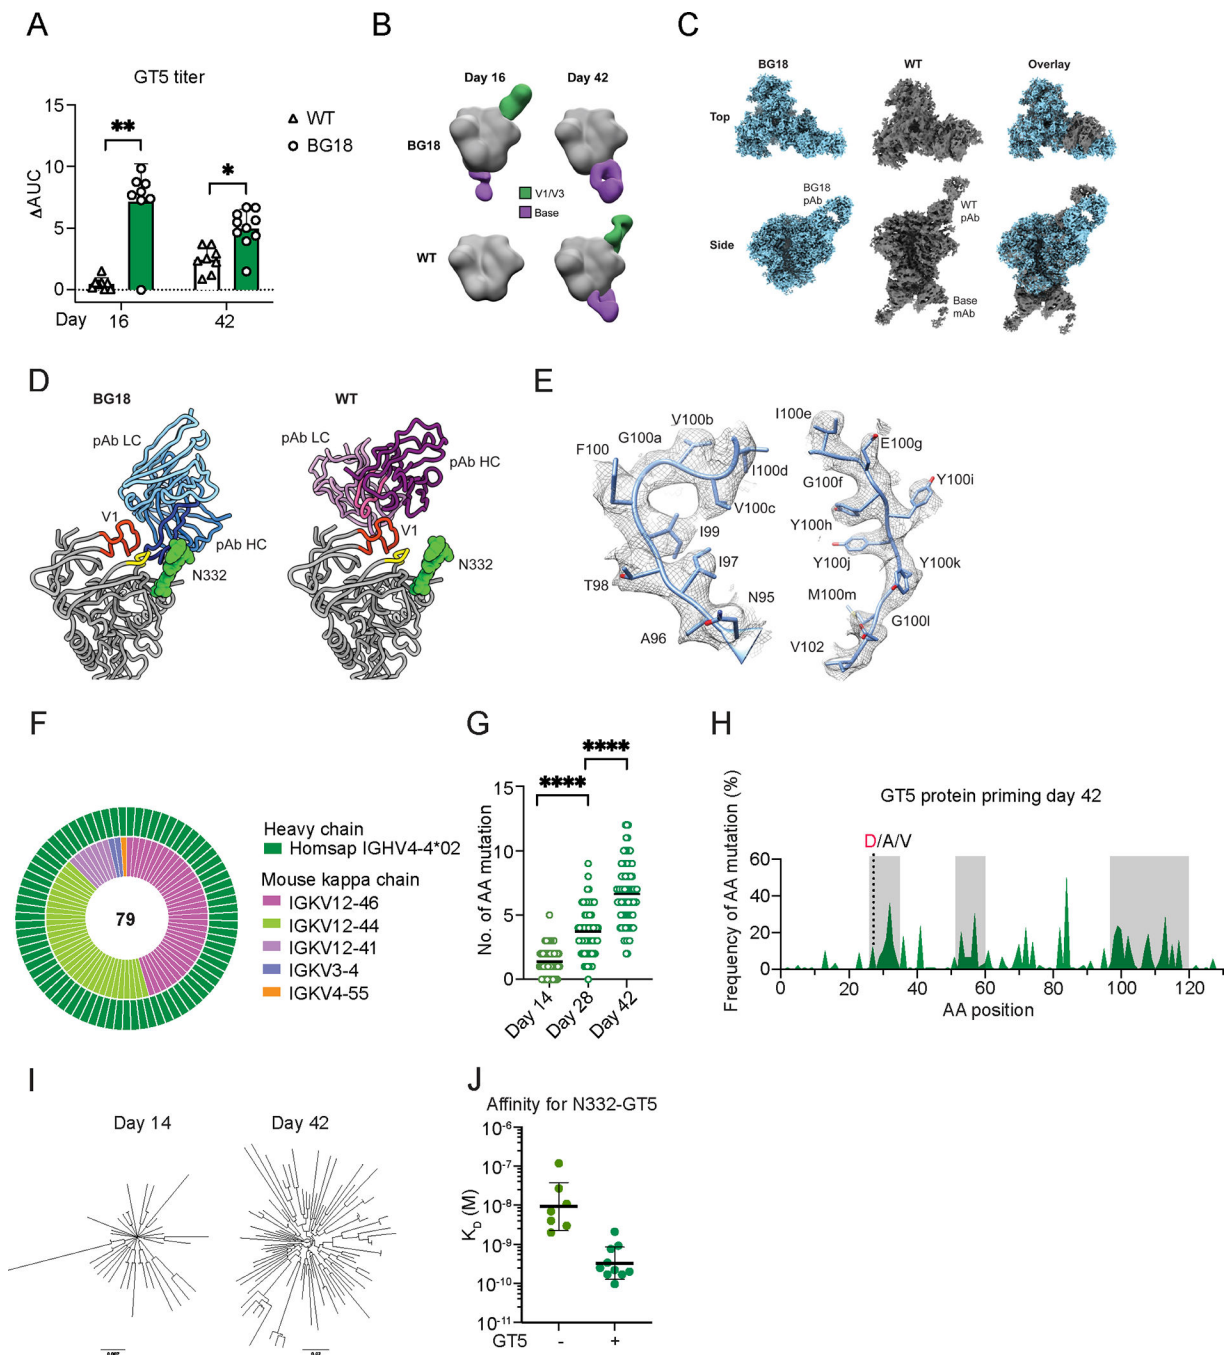 A
GT5 titer
ΔAUC
15
10
5
0
**
*
WT
BG18
Day
16
42
B
Day 16
Day 42
BG18
WT
V1/V3
Base
C
BG18
WT
Overlay
Top
Side
BG18
pAb
WT
pAb
Base
mAb
D
BG18
WT
pAb LC
pAb HC
V1
N332
pAb LC
pAb HC
V1
N332
E
V100b
G100a
F100
I100d
V100c
I99
I97
T98
N95
A96
I100e
E100g
G100f
Y100i
Y100h
Y100j
Y100k
M100m
G100l
V102
F
79
Heavy chain
Homsap IGHV4-4*02
Mouse kappa chain
IGKV12-46
IGKV12-44
IGKV12-41
IGKV3-4
IGKV4-55
G
****
****
No. of AA mutation
15
10
5
0
Day 14
Day 28
Day 42
H
GT5 protein priming day 42
D/A/V
Frequency of AA mutation (%)
60
40
20
0
0 20 40 60 80 100 120
AA position
I
Day 14
Day 42
0.007
0.02
J
Affinity for N332-GT5
K_D (M)
10⁻⁶
10⁻⁷
10⁻⁸
10⁻⁹
10⁻¹⁰
10⁻¹¹
GT5 - +